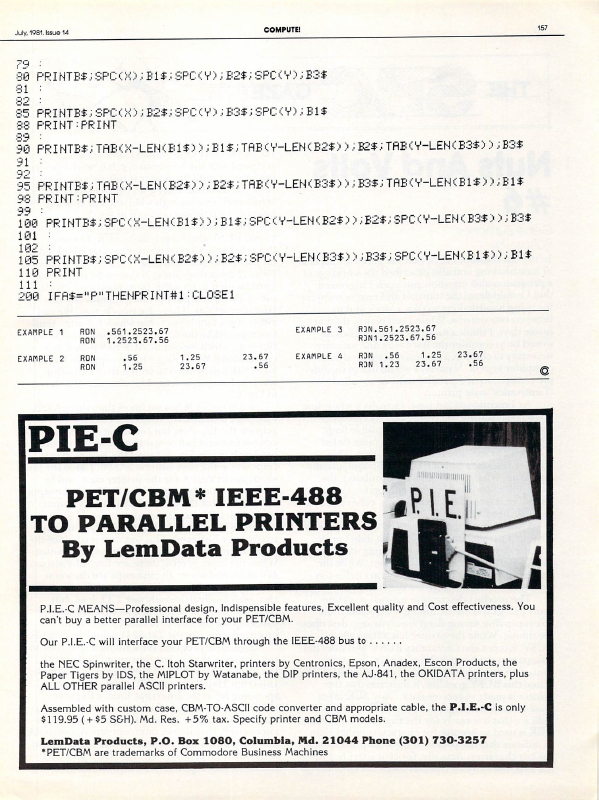 July, 1981. Issue 14
COMPUTE!
157
79 :
80 PRINTB$;SPC(X);B1$;SPC(Y);B2$;SPC(Y);B3$
81 :
82 :
85 PRINTB$;SPC(X);B2$;SPC(Y);B3$;SPC(Y);B1$
88 PRINT:PRINT
89 :
90 PRINTB$;TAB(X-LEN(B1$));B1$;TAB(Y-LEN(B2$));B2$;TAB(Y-LEN(B3$));B3$
91 :
92 :
95 PRINTB$;TAB(X-LEN(B2$));B2$;TAB(Y-LEN(B3$));B3$;TAB(Y-LEN(B1$));B1$
98 PRINT:PRINT
99 :
100 PRINTB$;SPC(X-LEN(B1$));B1$;SPC(Y-LEN(B2$));B2$;SPC(Y-LEN(B3$));B3$
101 :
102 :
105 PRINTB$;SPC(X-LEN(B2$));B2$;SPC(Y-LEN(B3$));B3$;SPC(Y-LEN(B1$));B1$
110 PRINT
111 :
200 IFA$="P"THENPRINT#1:CLOSE1
EXAMPLE 1 RON .561.2523.67
RON 1.2523.67.56
EXAMPLE 3 RON.561.2523.67
RON1.2523.67.56
EXAMPLE 2 RON .56 1.25 23.67
RON 1.25 23.67 .56
EXAMPLE 4 RON .56 1.25 23.67
RON 1.23 23.67 .56
PIE-C
PET/CBM* IEEE-488
TO PARALLEL PRINTERS
By LemData Products
P.I.E.
P.I.E.-C MEANS—Professional design, Indispensible features, Excellent quality and Cost effectiveness. You
can't buy a better parallel interface for your PET/CBM.
Our P.I.E.-C will interface your PET/CBM through the IEEE-488 bus to . . . . . .
the NEC Spinwriter, the C. Itoh Starwriter, printers by Centronics, Epson, Anadex, Escon Products, the
Paper Tigers by IDS, the MIPLOT by Watanabe, the DIP printers, the AJ-841, the OKIDATA printers, plus
ALL OTHER parallel ASCII printers.
Assembled with custom case, CBM-TO-ASCII code converter and appropriate cable, the P.I.E.-C is only
$119.95 (+$5 S&H). Md. Res. +5% tax. Specify printer and CBM models.
LemData Products, P.O. Box 1080, Columbia, Md. 21044 Phone (301) 730-3257
*PET/CBM are trademarks of Commodore Business Machines